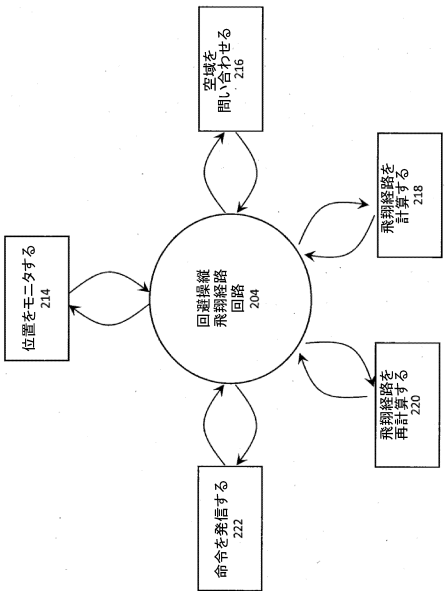 位置をモニタする
214
空域を
問い合わせる
216
回避操縦
飛翔経路
回路
204
飛翔経路を
計算する
218
飛翔経路を
再計算する
220
命令を発信する
222